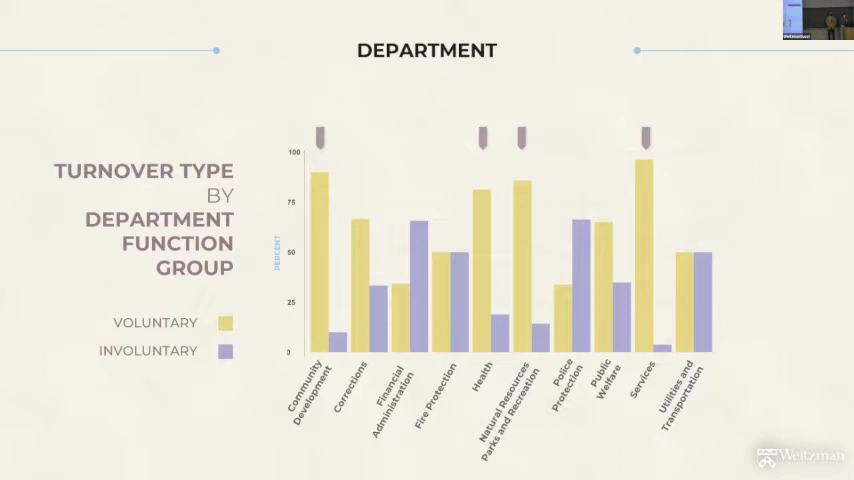 DEPARTMENT
TURNOVER TYPE
BY
DEPARTMENT
FUNCTION
GROUP
VOLUNTARY
INVOLUNTARY
PERCENT
100
75
50
25
0
Community
Development
Corrections
Financial
Administration
Fire Protection
Health
Natural Resources
Parks and Recreation
Police
Protection
Public
Welfare
Services
Utilities and
Transportation
Weitzman